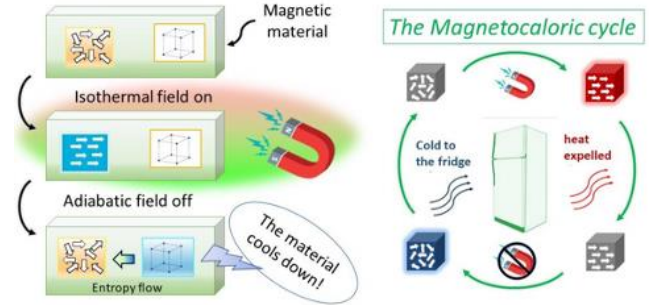 Magnetic
material
Isothermal field on
N
S
Adiabatic field off
Entropy flow
The material
cools down!
The Magnetocaloric cycle
Cold to
the fridge
heat
expelled